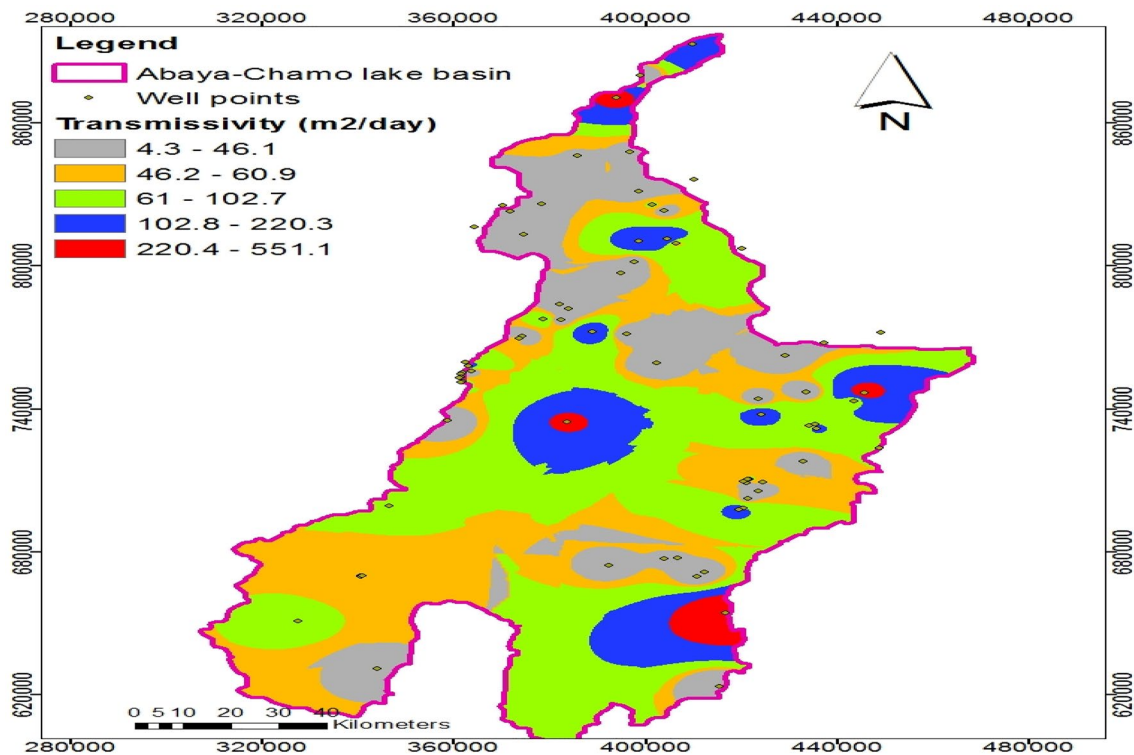 280000 320000 360000 400000 440000 480000
Legend
Abaya-Chamo lake basin
Well points
Transmissivity (m2/day)
4.3 - 46.1
46.2 - 60.9
61 - 102.7
102.8 - 220.3
220.4 - 551.1
N
860000 860000
800000 800000
740000 740000
680000 680000
620000 620000
0 5 10 20 30 40
Kilometers
280000 320000 360000 400000 440000 480000